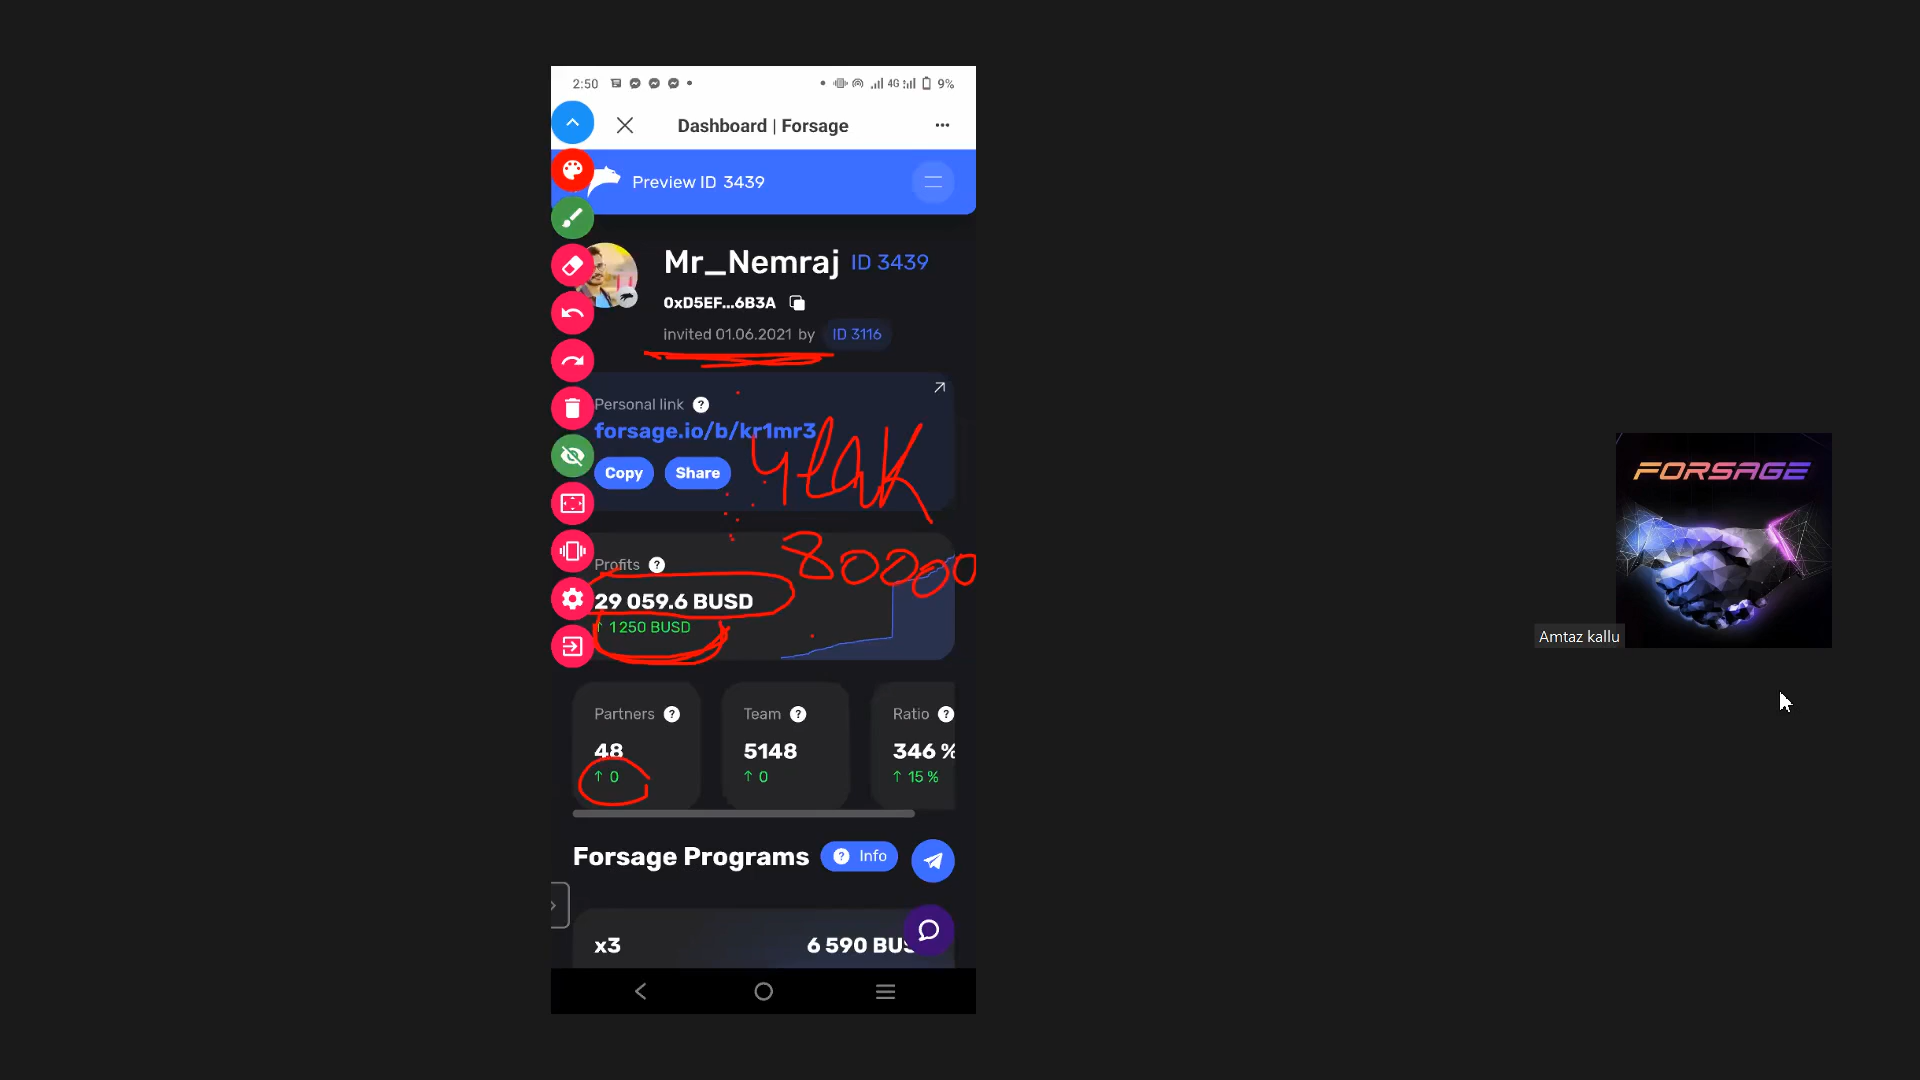 2:50 4G 9%
Dashboard | Forsage
Preview ID 3439
Mr_Nemraj ID 3439
0xD5EF...6B3A
invited 01.06.2021 by ID 3116
Personal link ?
forsage.io/b/kr1mr3
Copy Share
80000
Profits ?
29 059.6 BUSD
↑ 1 250 BUSD
Partners ? Team ? Ratio ?
48 5148 346 %
↑ 0 ↑ 0 ↑ 15 %
Forsage Programs ? Info
x3 6 590 BUS
FORSAGE
Amtaz kallu